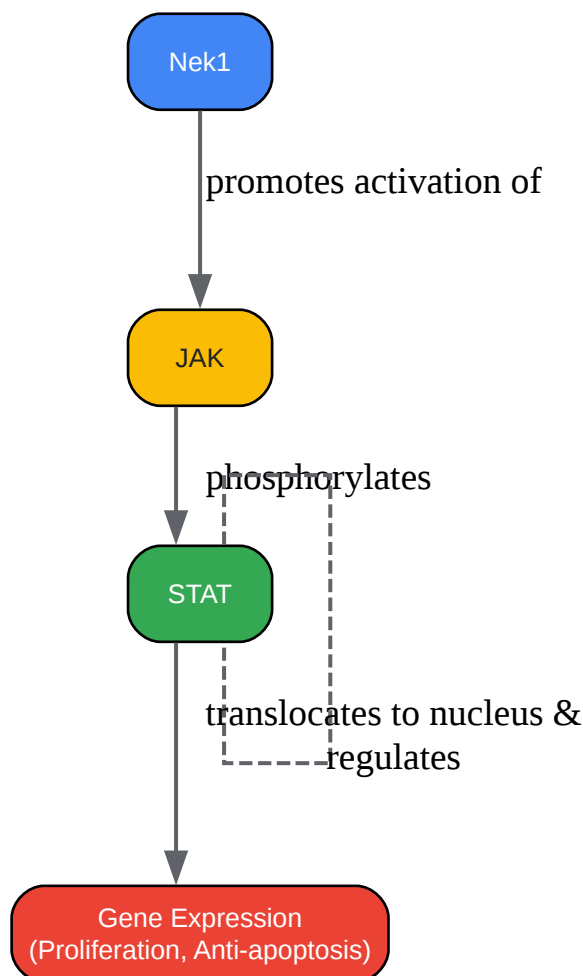 Nek1
promotes activation of
JAK
phosphorylates
STAT
translocates to nucleus &
regulates
Gene Expression
(Proliferation, Anti-apoptosis)